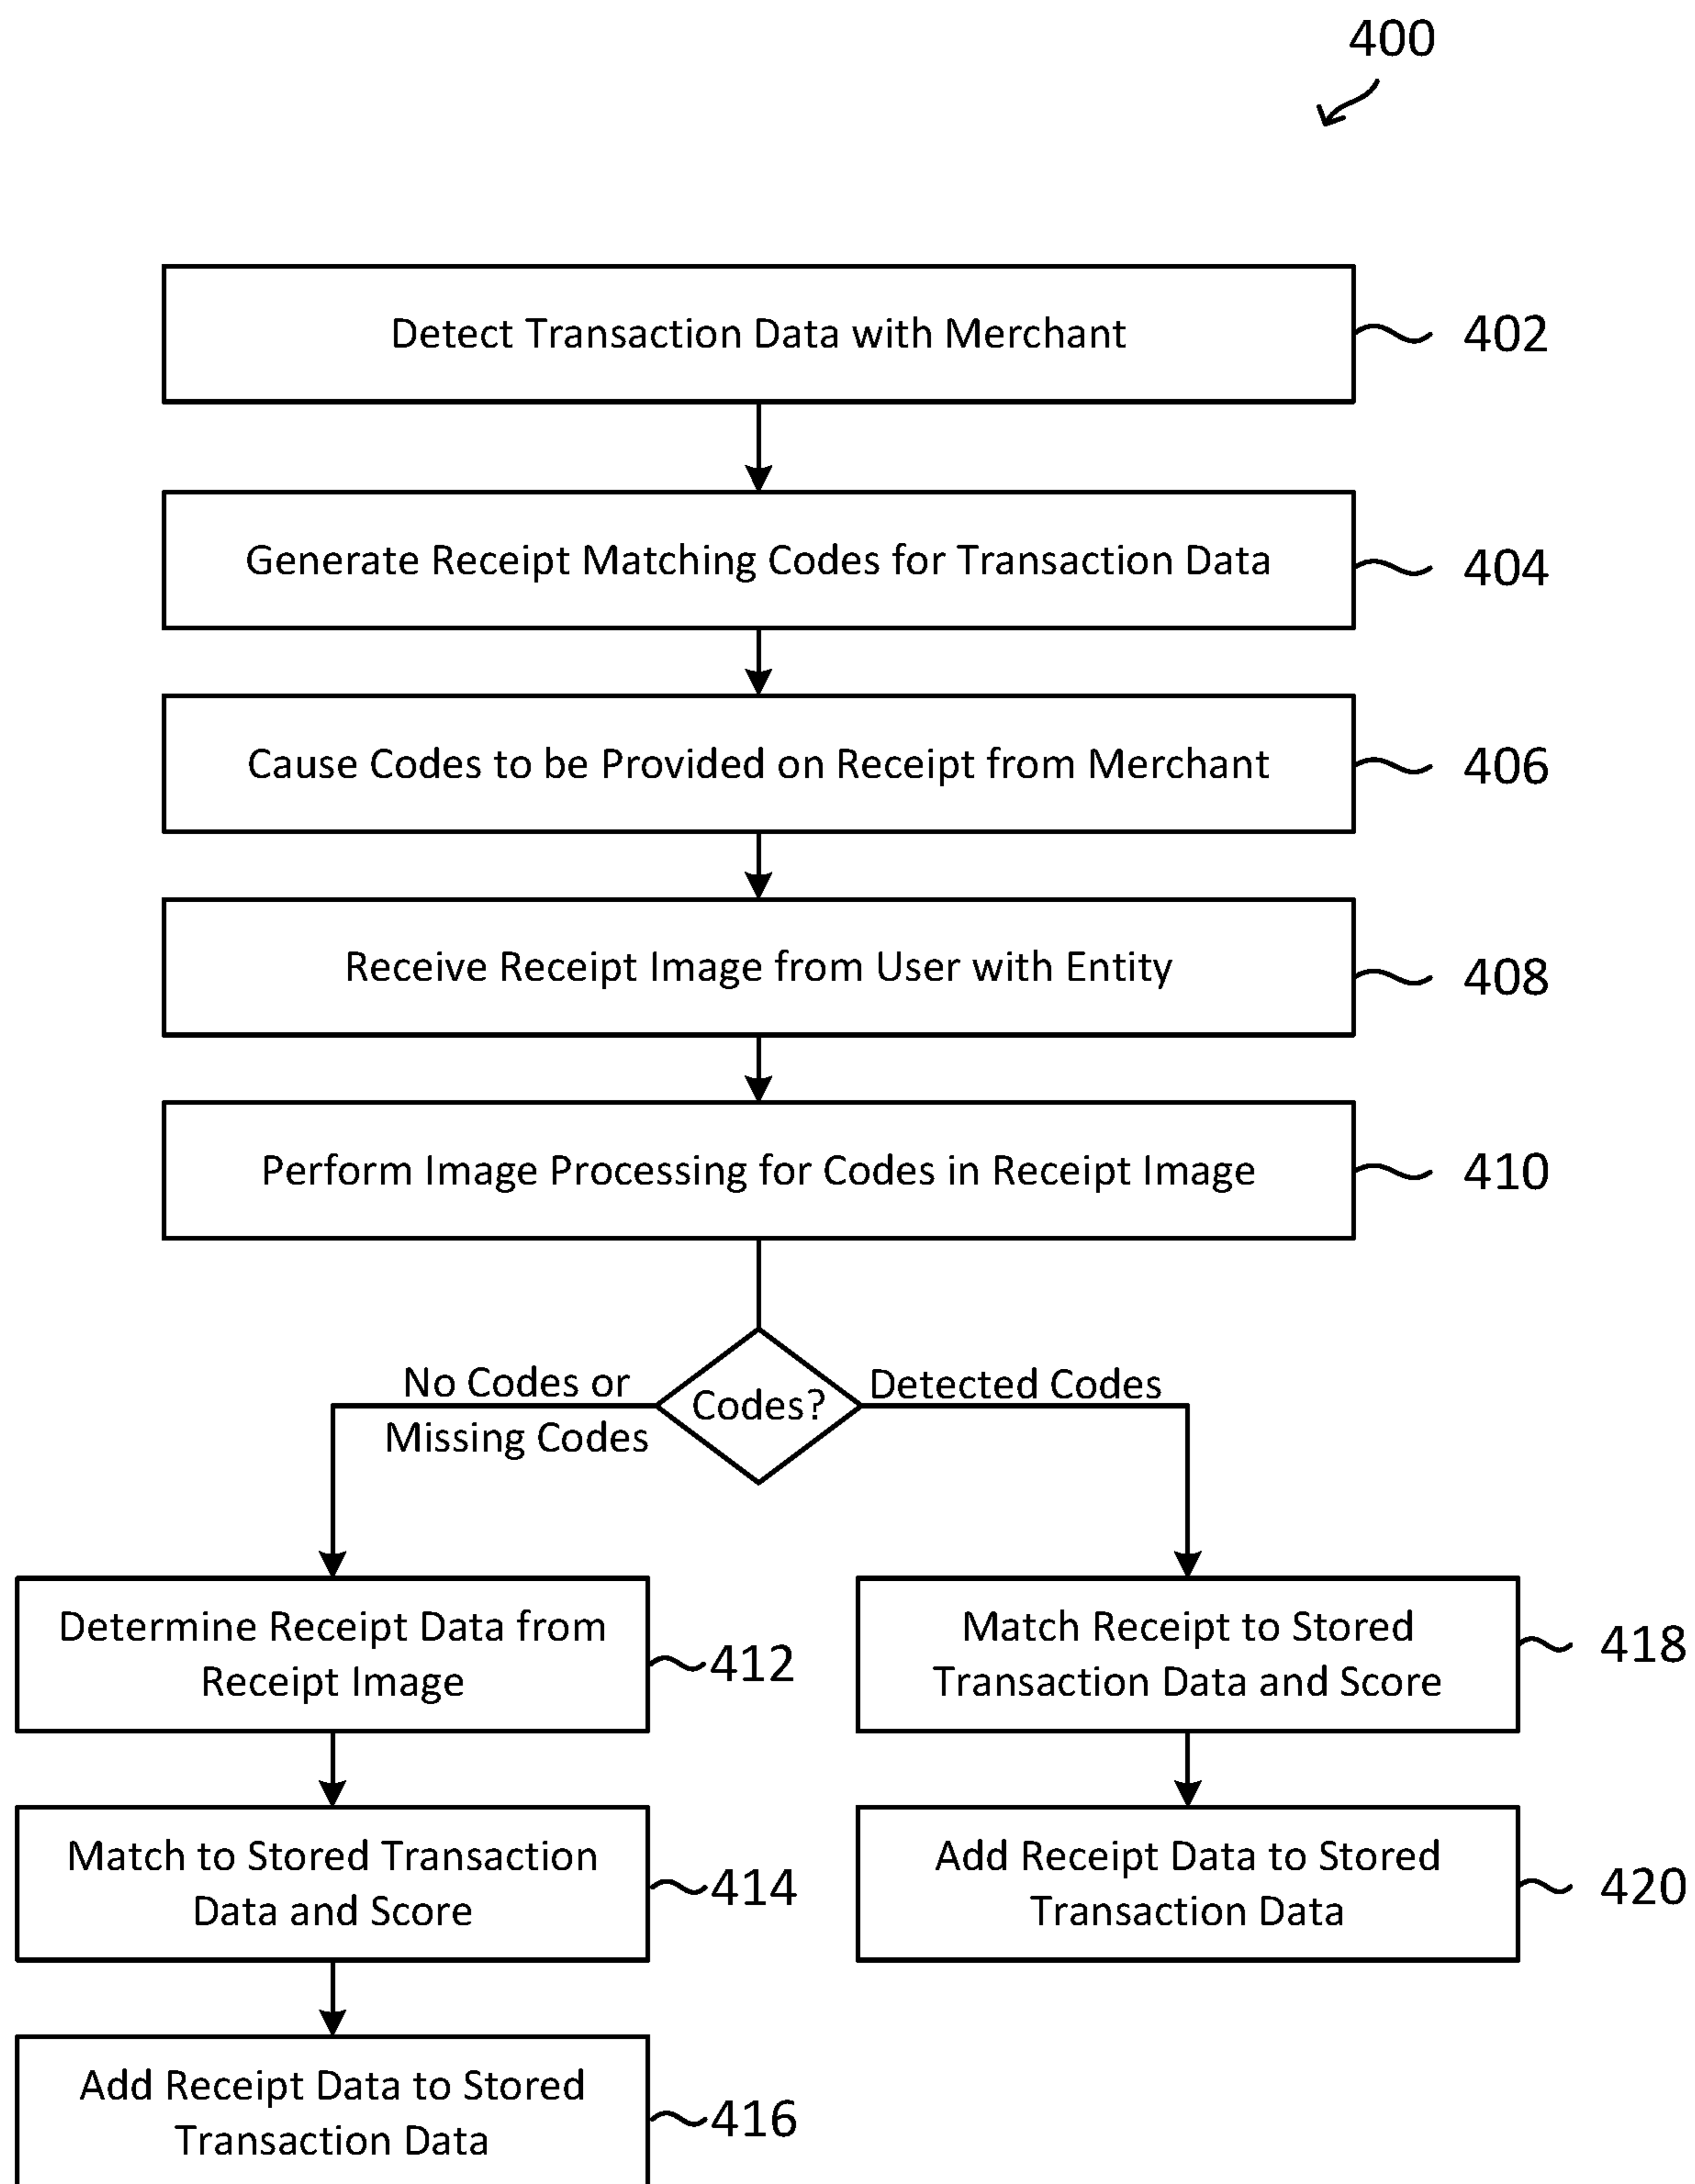 400
Detect Transaction Data with Merchant
402
Generate Receipt Matching Codes for Transaction Data
404
Cause Codes to be Provided on Receipt from Merchant
406
Receive Receipt Image from User with Entity
408
Perform Image Processing for Codes in Receipt Image
410
No Codes or
Missing Codes
Codes?
Detected Codes
Determine Receipt Data from
Receipt Image
412
Match Receipt to Stored
Transaction Data and Score
418
Match to Stored Transaction
Data and Score
414
Add Receipt Data to Stored
Transaction Data
420
Add Receipt Data to Stored
Transaction Data
416